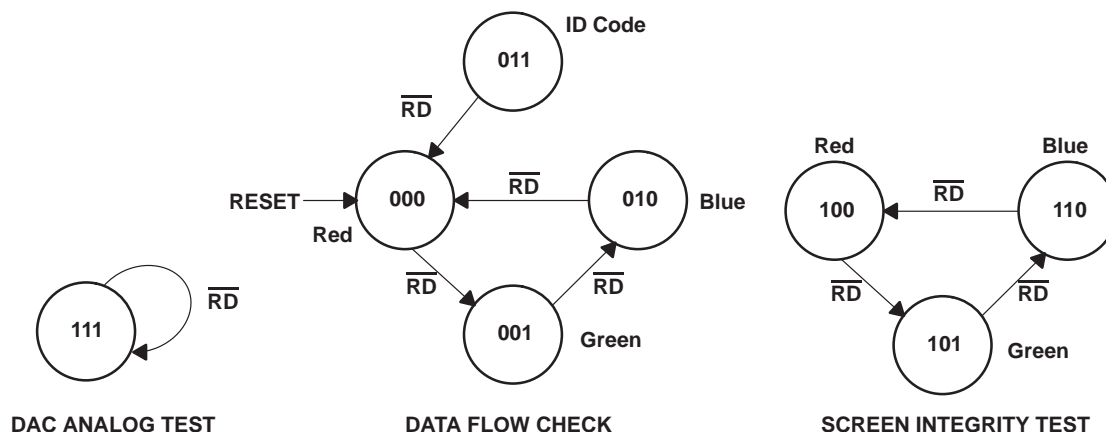 ID Code
011
RD
Red
Blue
RD
RD
RESET
000
010
Blue
100
110
Red
RD
RD
RD
RD
RD
111
001
Green
101
Green
DAC ANALOG TEST
DATA FLOW CHECK
SCREEN INTEGRITY TEST